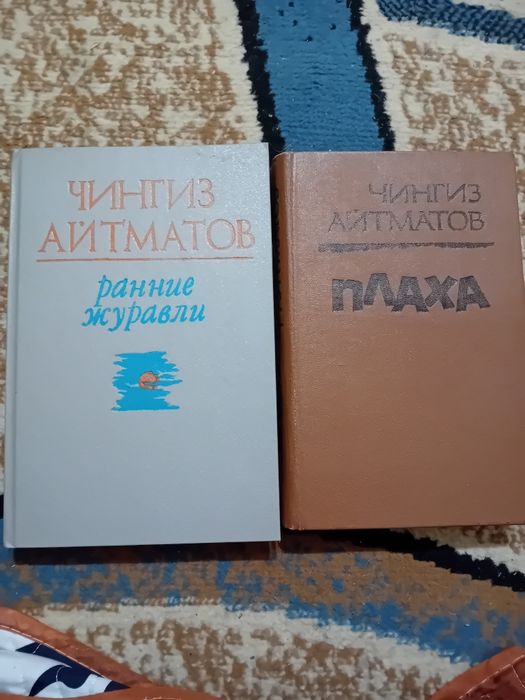 ЧИНГИЗ
АЙТМАТОВ
ранние
журавли
ЧИНГИЗ
АЙТМАТОВ
ПЛАХА